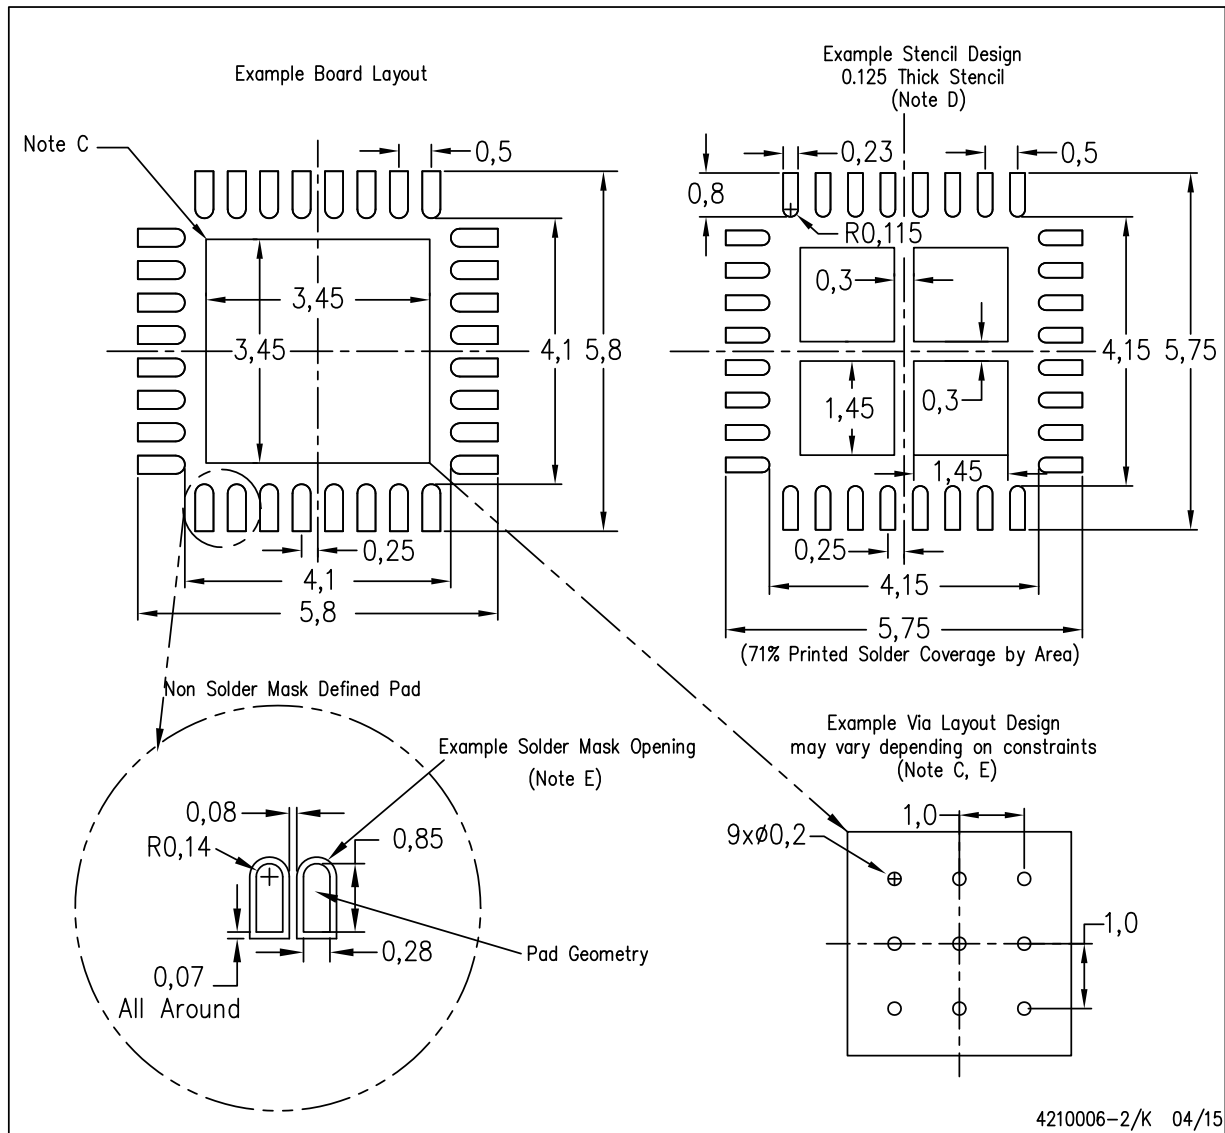 Example Board Layout
Note C
0,5
3,45
3,45
4,1
5,8
0,25
4,1
5,8
Example Stencil Design
0.125 Thick Stencil
(Note D)
0,23
0,5
0,8
R0,115
0,3
4,15
5,75
1,45
0,3
1,45
0,25
4,15
5,75
(71% Printed Solder Coverage by Area)
Non Solder Mask Defined Pad
Example Solder Mask Opening
(Note E)
0,08
R0,14
0,85
0,28
Pad Geometry
0,07
All Around
Example Via Layout Design
may vary depending on constraints
(Note C, E)
1,0
9xø0,2
1,0
4210006-2/K 04/15